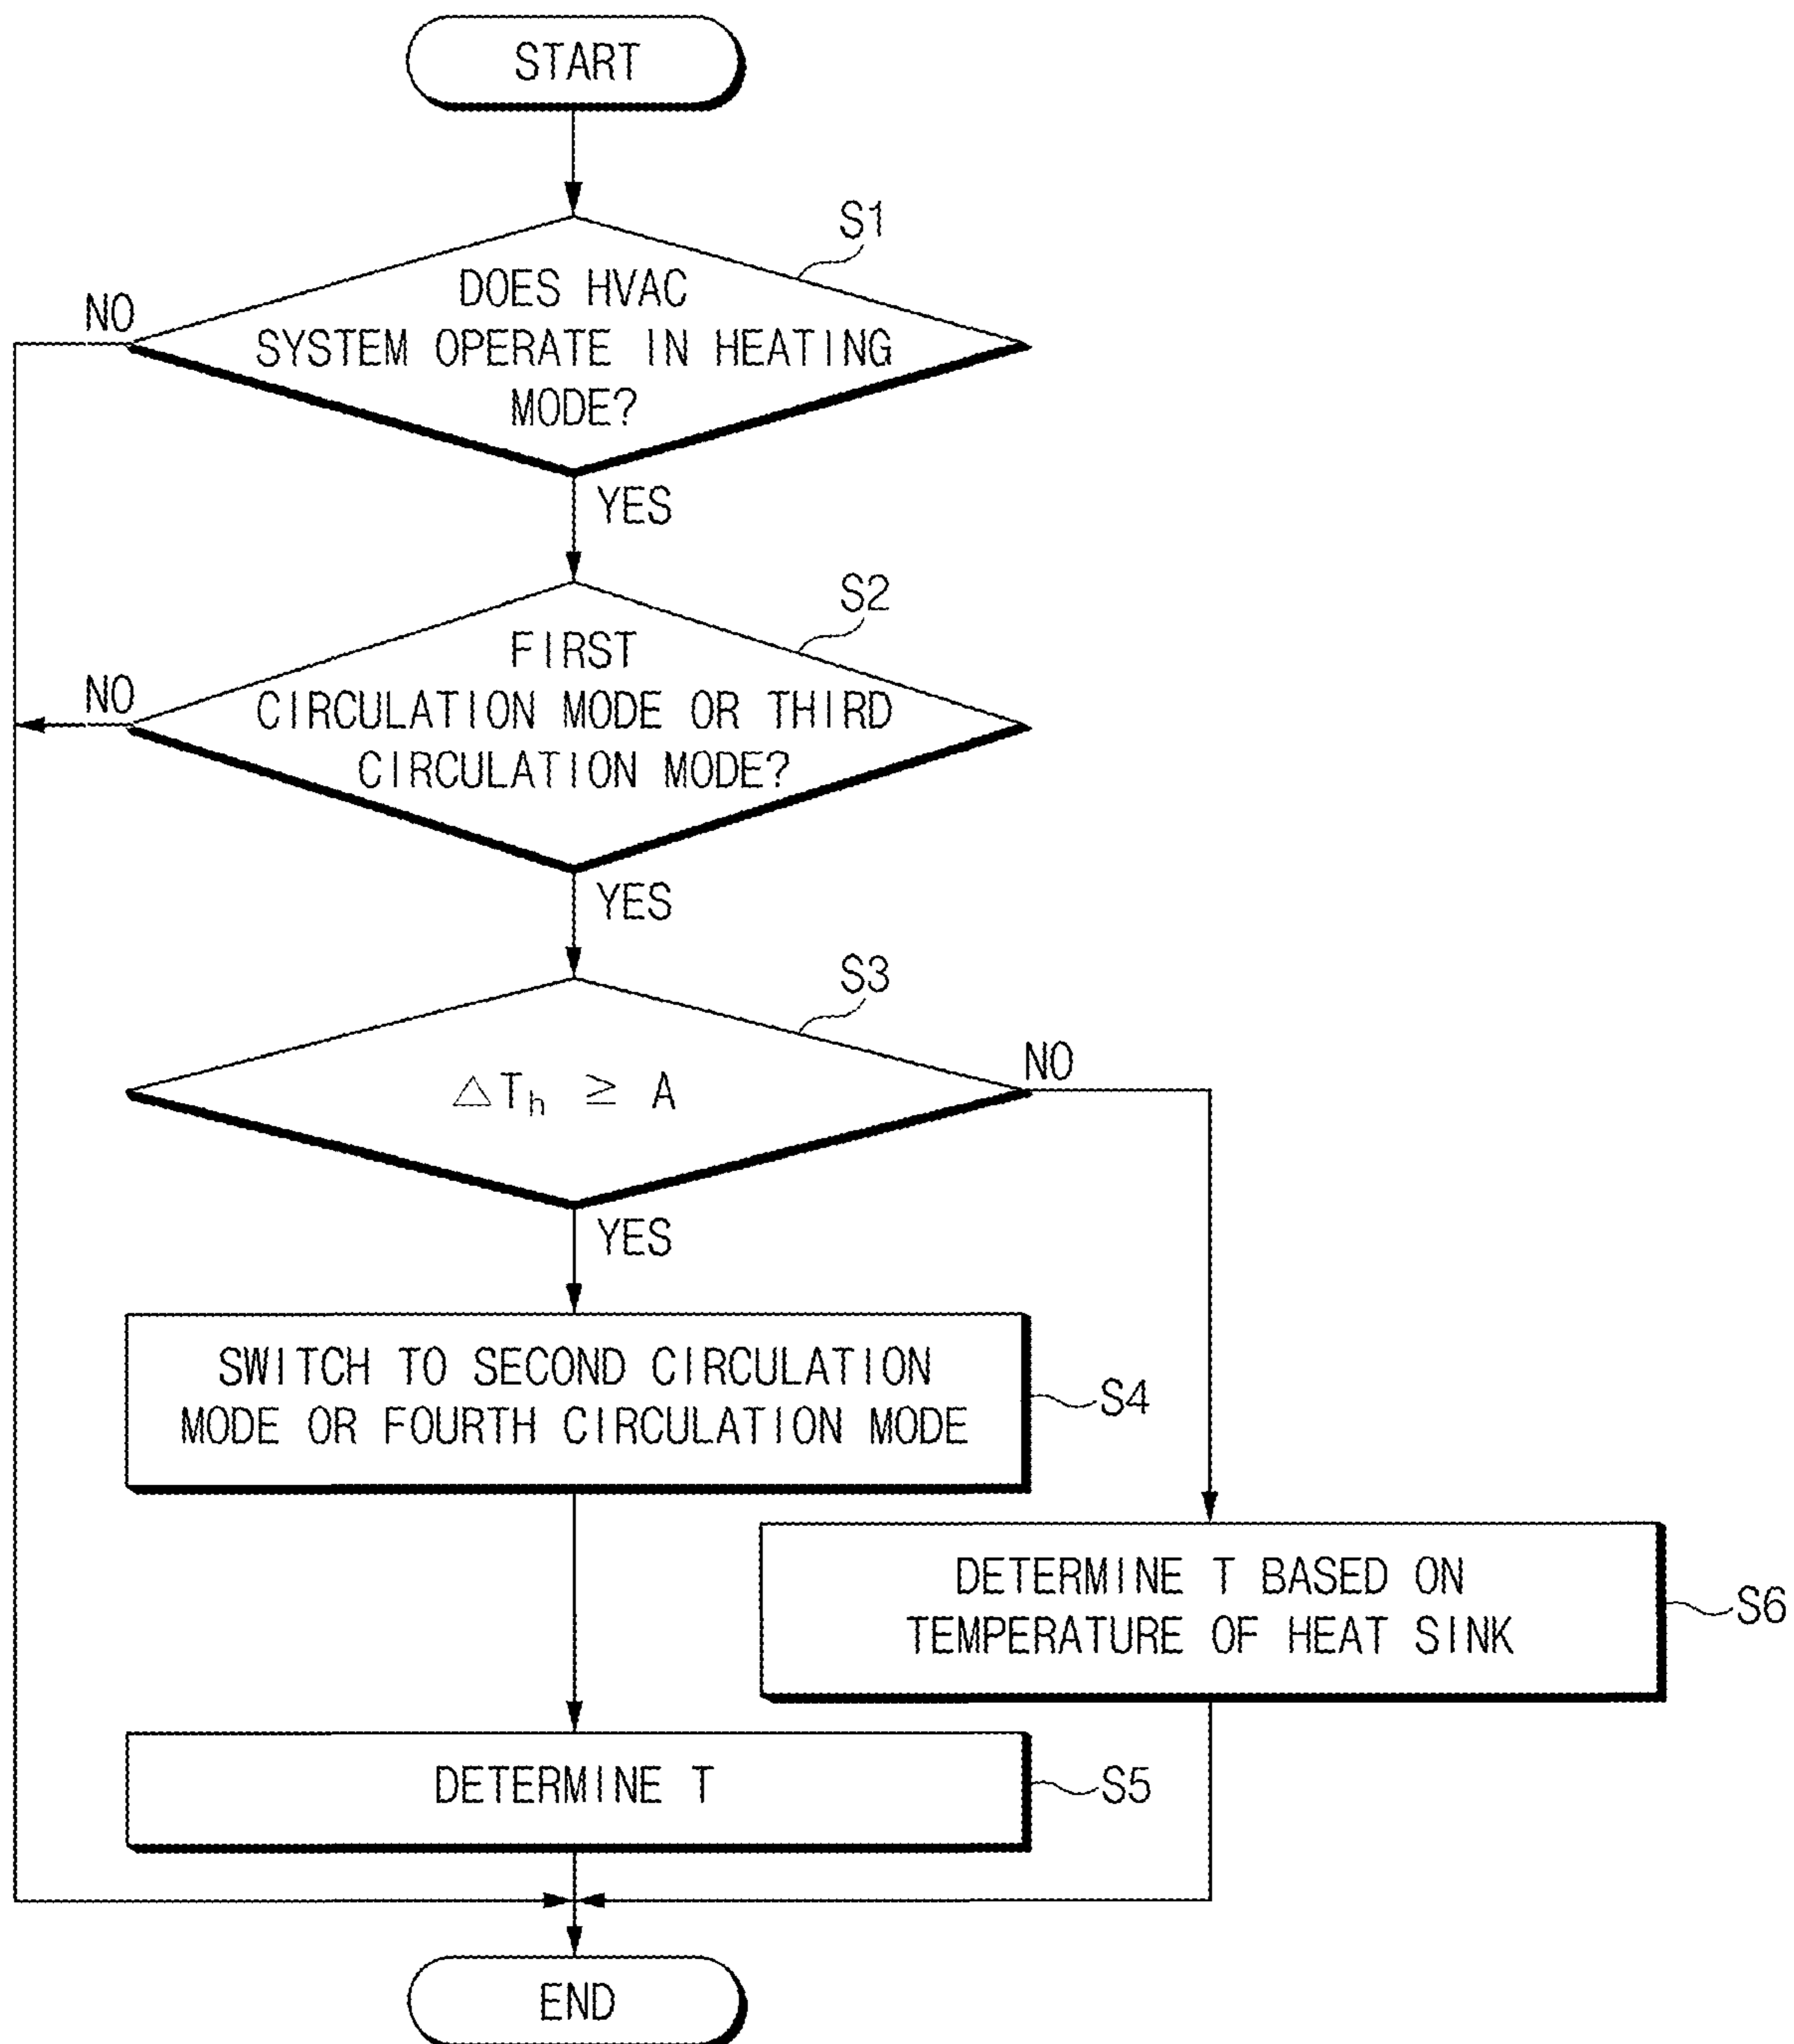 START
S1
DOES HVAC
SYSTEM OPERATE IN HEATING
MODE?
NO
YES
S2
FIRST
CIRCULATION MODE OR THIRD
CIRCULATION MODE?
NO
YES
S3
△Tₕ ≥ A
NO
YES
SWITCH TO SECOND CIRCULATION
MODE OR FOURTH CIRCULATION MODE
S4
DETERMINE T BASED ON
TEMPERATURE OF HEAT SINK
S6
DETERMINE T
S5
END